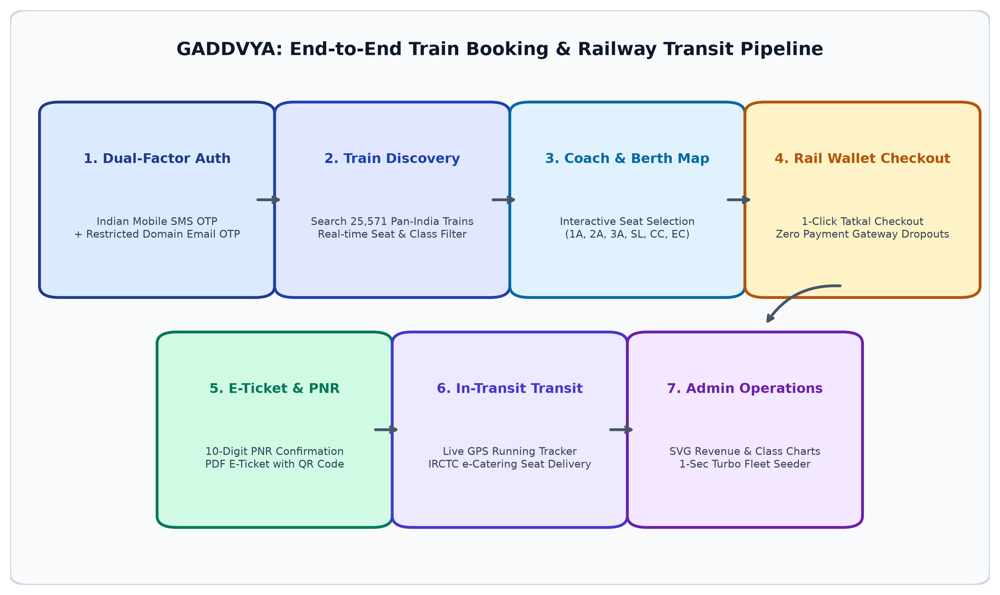 GADDVYA: End-to-End Train Booking & Railway Transit Pipeline
1. Dual-Factor Auth
Indian Mobile SMS OTP
+ Restricted Domain Email OTP
2. Train Discovery
Search 25,571 Pan-India Trains
Real-time Seat & Class Filter
3. Coach & Berth Map
Interactive Seat Selection
(1A, 2A, 3A, SL, CC, EC)
4. Rail Wallet Checkout
1-Click Tatkal Checkout
Zero Payment Gateway Dropouts
5. E-Ticket & PNR
10-Digit PNR Confirmation
PDF E-Ticket with QR Code
6. In-Transit Transit
Live GPS Running Tracker
IRCTC e-Catering Seat Delivery
7. Admin Operations
SVG Revenue & Class Charts
1-Sec Turbo Fleet Seeder